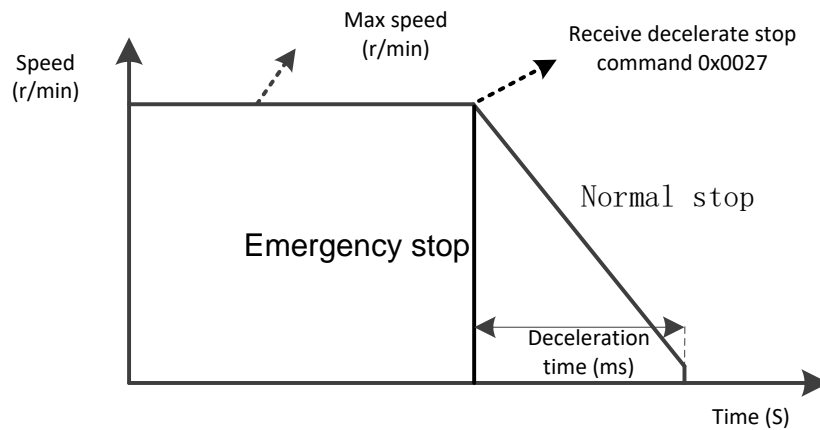 Max speed
(r/min)
Receive decelerate stop
command 0x0027
Speed
(r/min)
Normal stop
Emergency stop
Deceleration
time (ms)
Time (S)